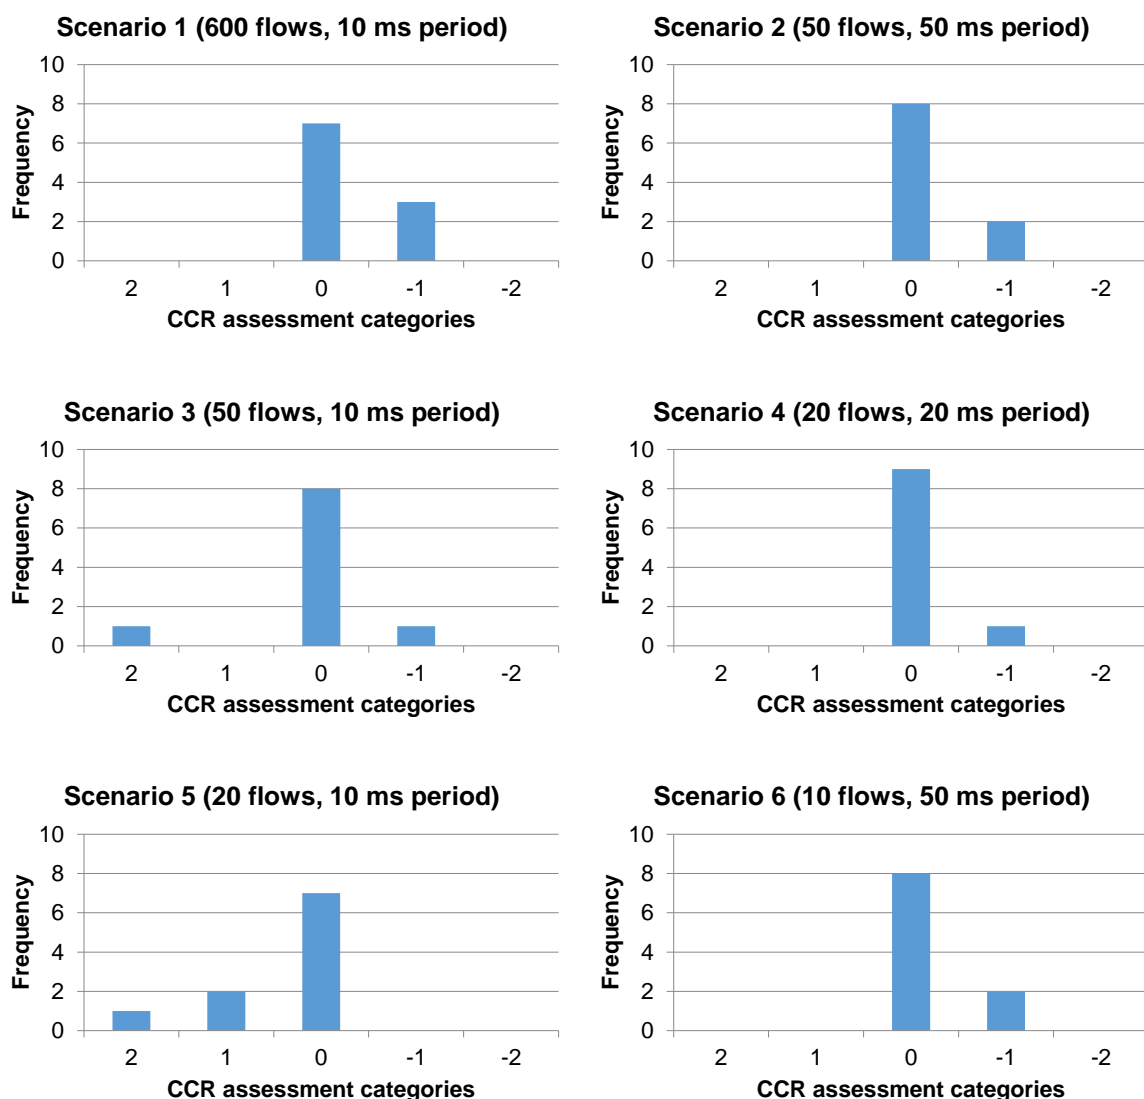 Scenario 1 (600 flows, 10 ms period)
10
8
6
4
2
0
Frequency
2 1 0 -1 -2
CCR assessment categories
Scenario 2 (50 flows, 50 ms period)
10
8
6
4
2
0
Frequency
2 1 0 -1 -2
CCR assessment categories
Scenario 3 (50 flows, 10 ms period)
10
8
6
4
2
0
Frequency
2 1 0 -1 -2
CCR assessment categories
Scenario 4 (20 flows, 20 ms period)
10
8
6
4
2
0
Frequency
2 1 0 -1 -2
CCR assessment categories
Scenario 5 (20 flows, 10 ms period)
10
8
6
4
2
0
Frequency
2 1 0 -1 -2
CCR assessment categories
Scenario 6 (10 flows, 50 ms period)
10
8
6
4
2
0
Frequency
2 1 0 -1 -2
CCR assessment categories